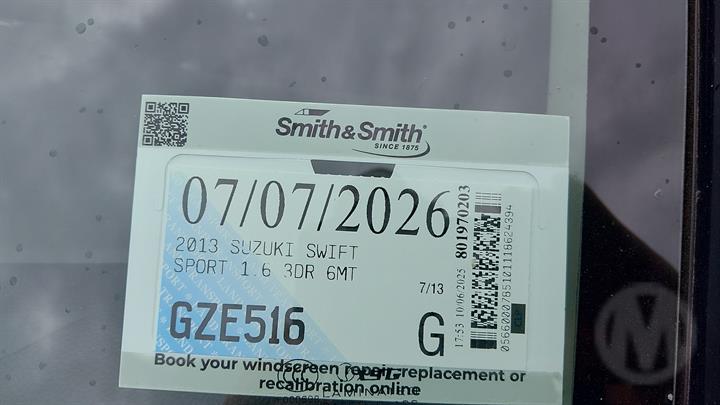 Smith&Smith®
SINCE 1875
07/07/2026
2013 SUZUKI SWIFT
SPORT 1.6 3DR 6MT
7/13
GZE516
G
17:53 10/06/2025 801970203
Book your windscreen repair, replacement or
recalibration online
M